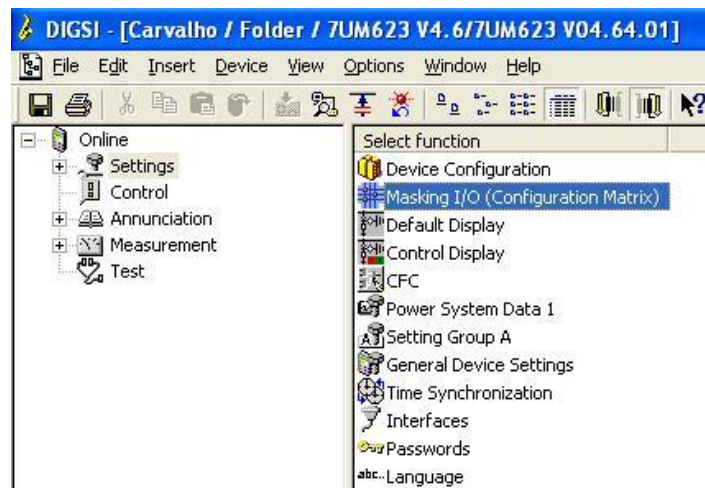 DIGSI - [Carvalho / Folder / 7UM623 V4.6/7UM623 V04.64.01]
File Edit Insert Device View Options Window Help
Online
Settings
Control
Annunciation
Measurement
Test
Select function
Device Configuration
Masking I/O (Configuration Matrix)
Default Display
Control Display
CFC
Power System Data 1
Setting Group A
General Device Settings
Time Synchronization
Interfaces
Passwords
abc..Language